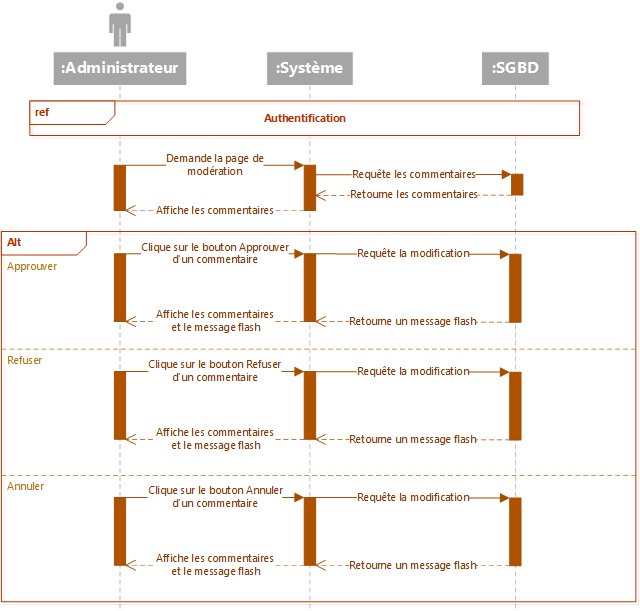 :Administrateur
:Système
:SGBD
ref
Authentification
Demande la page de
modération
Requête les commentaires
Retoune les commentaires
Affiche les commentaires
Alt
Approuver
Clique sur le bouton Approuver
d'un commentaire
Requête la modification
Affiche les commentaires
et le message flash
Retourne un message flash
Refuser
Clique sur le bouton Refuser
d'un commentaire
Requête la modification
Affiche les commentaires
et le message flash
Retourne un message flash
Annuler
Clique sur le bouton Annuler
d'un commentaire
Requête la modification
Affiche les commentaires
et le message flash
Retourne un message flash